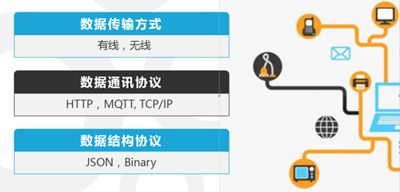 数据传输方式
有线，无线
数据通讯协议
HTTP，MQTT, TCP/IP
数据结构协议
JSON，Binary